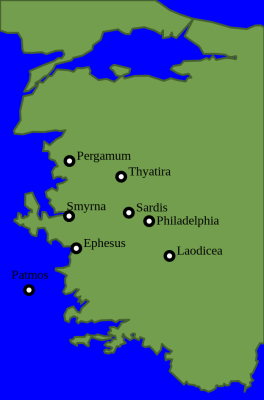 Pergamum
Thyatira
Smyrna
Sardis
Philadelphia
Ephesus
Laodicea
Patmos